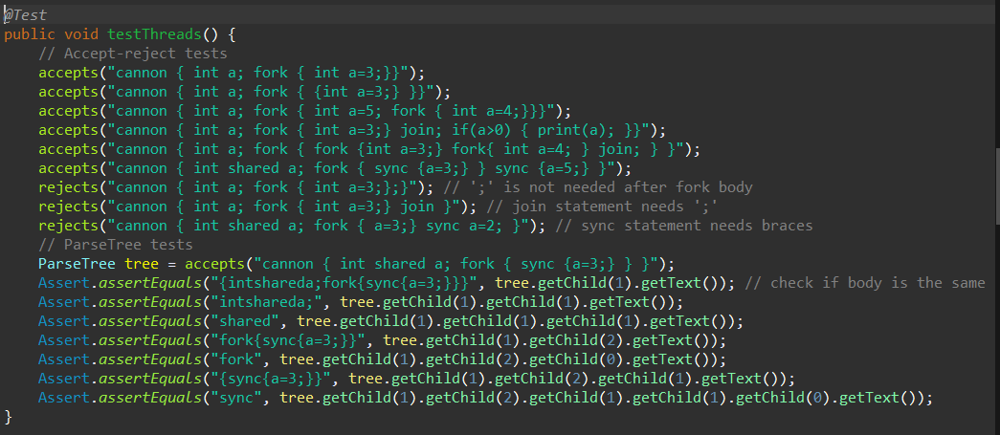 @Test
public void testThreads() {
    // Accept-reject tests
    accepts("cannon { int a; fork { int a=3;}}");
    accepts("cannon { int a; fork { {int a=3;} }}");
    accepts("cannon { int a; fork { int a=5; fork { int a=4;}}}");
    accepts("cannon { int a; fork { int a=3;} join; if(a>0) { print(a); }}");
    accepts("cannon { int a; fork { fork {int a=3;} fork{ int a=4; } join; } }");
    accepts("cannon { int shared a; fork { sync {a=3;} } sync {a=5;} }");
    rejects("cannon { int a; fork { int a=3;};}"); // ';' is not needed after fork body
    rejects("cannon { int a; fork { int a=3;} join }"); // join statement needs ';'
    rejects("cannon { int shared a; fork { a=3;} sync a=2; }"); // sync statement needs braces
    // ParseTree tests
    ParseTree tree = accepts("cannon { int shared a; fork { sync {a=3;} } }");
    Assert.assertEquals("{intshareda;fork{sync{a=3;}}}", tree.getChild(1).getText()); // check if body is the same
    Assert.assertEquals("intshareda;", tree.getChild(1).getChild(1).getText());
    Assert.assertEquals("shared", tree.getChild(1).getChild(1).getChild(1).getText());
    Assert.assertEquals("fork{sync{a=3;}}", tree.getChild(1).getChild(2).getText());
    Assert.assertEquals("fork", tree.getChild(1).getChild(2).getChild(0).getText());
    Assert.assertEquals("{sync{a=3;}}", tree.getChild(1).getChild(2).getChild(1).getText());
    Assert.assertEquals("sync", tree.getChild(1).getChild(2).getChild(1).getChild(1).getChild(0).getText());
}